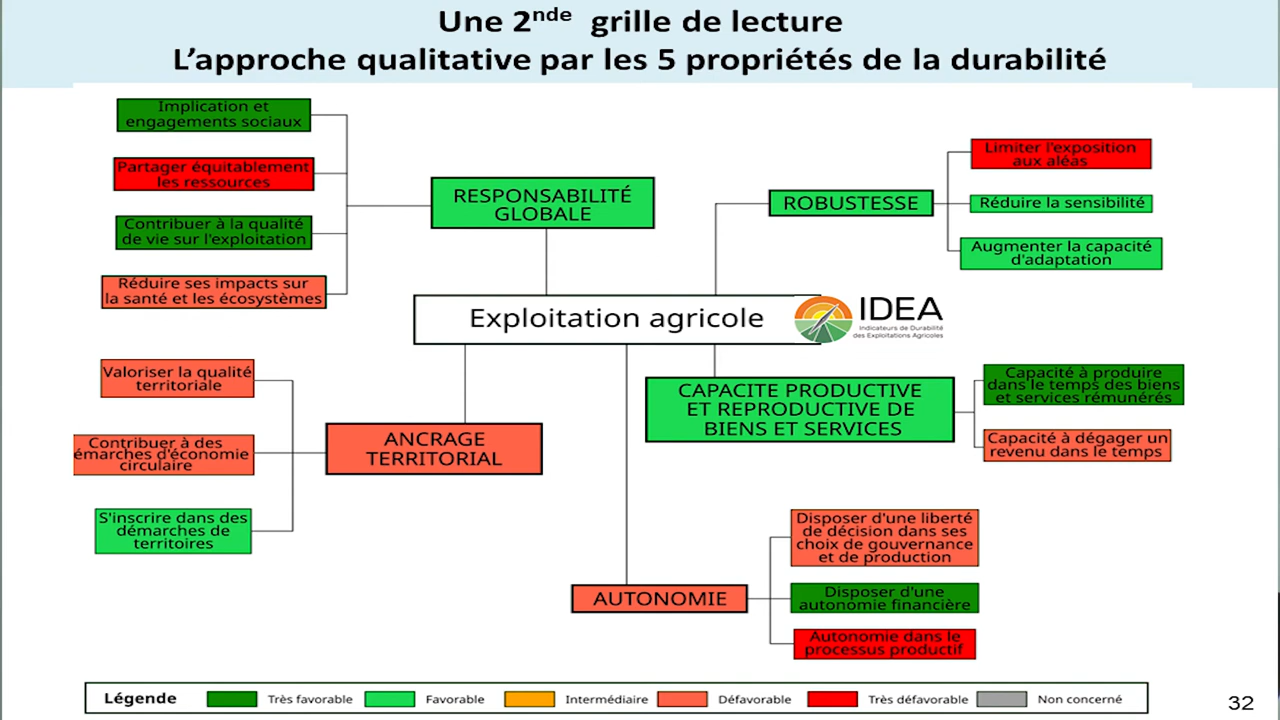 Une 2nde grille de lecture
L'approche qualitative par les 5 propriétés de la durabilité
Implication et
engagements sociaux
Partager équitablement
les ressources
Contribuer à la qualité
de vie sur l'exploitation
Réduire ses impacts sur
la santé et les écosystèmes
RESPONSABILITÉ
GLOBALE
ROBUSTESSE
Limiter l'exposition
aux aléas
Réduire la sensibilité
Augmenter la capacité
d'adaptation
Exploitation agricole
IDEA
Indicateurs de Durabilité
des Exploitations Agricoles
Valoriser la qualité
territoriale
Contribuer à des
émarches d'économie
circulaire
S'inscrire dans des
démarches de
territoires
ANCRAGE
TERRITORIAL
CAPACITE PRODUCTIVE
ET REPRODUCTIVE DE
BIENS ET SERVICES
Capacité à produire
dans le temps des biens
et services rémunérés
Capacité à dégager un
revenu dans le temps
AUTONOMIE
Disposer d'une liberté
de décision dans ses
choix de gouvernance
et de production
Disposer d'une
autonomie financière
Autonomie dans le
processus productif
Légende
Très favorable
Favorable
Intermédiaire
Défavorable
Très défavorable
Non concerné
32